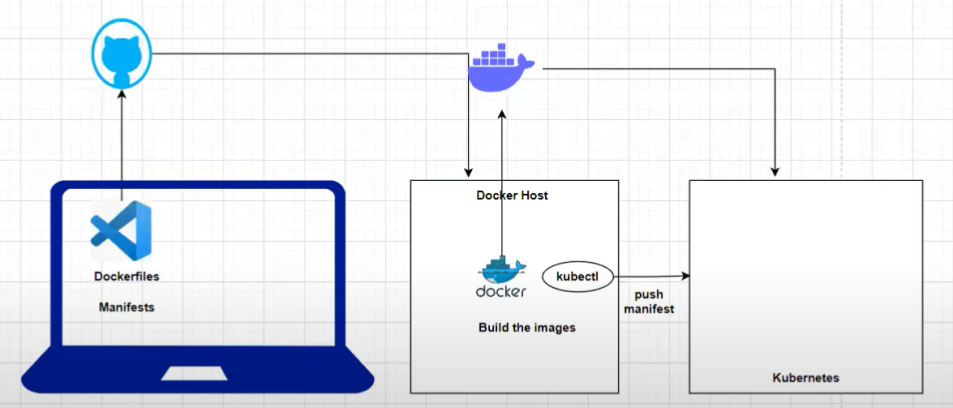 Docker Host
Dockerfiles
Manifests
docker
kubectl
Build the images
push
manifest
Kubernetes